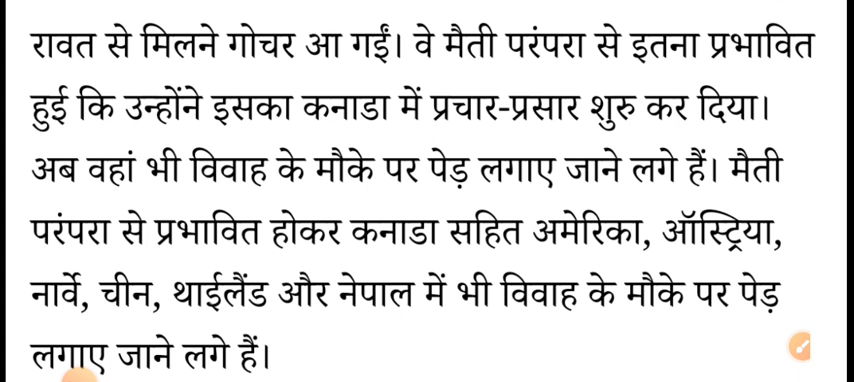 रावत से मिलने गोचर आ गईं। वे मैती परंपरा से इतना प्रभावित
हुई कि उन्होंने इसका कनाडा में प्रचार-प्रसार शुरु कर दिया।
अब वहां भी विवाह के मौके पर पेड़ लगाए जाने लगे हैं। मैती
परंपरा से प्रभावित होकर कनाडा सहित अमेरिका, ऑस्ट्रिया,
नार्वे, चीन, थाईलैंड और नेपाल में भी विवाह के मौके पर पेड़
लगाए जाने लगे हैं।